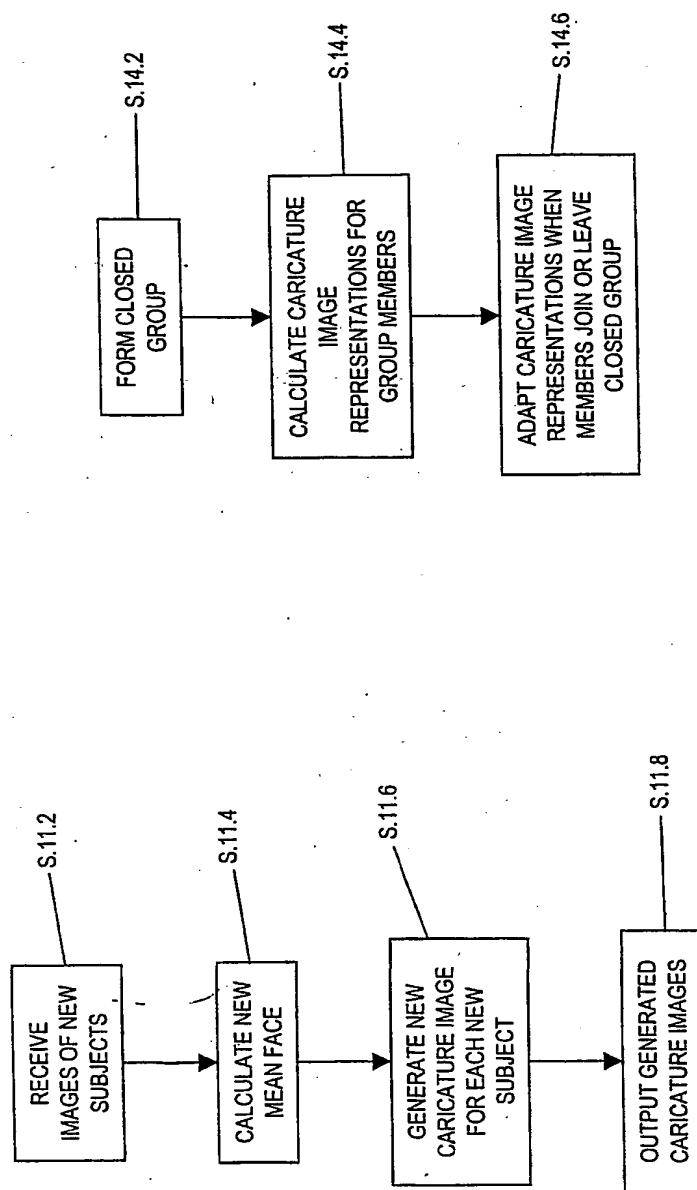 RECEIVE
IMAGES OF NEW
SUBJECTS
S.11.2
CALCULATE NEW
MEAN FACE
S.11.4
GENERATE NEW
CARICATURE IMAGE
FOR EACH NEW
SUBJECT
S.11.6
OUTPUT GENERATED
CARICATURE IMAGES
S.11.8
FORM CLOSED
GROUP
S.14.2
CALCULATE CARICATURE
IMAGE
REPRESENTATIONS FOR
GROUP MEMBERS
S.14.4
ADAPT CARICATURE IMAGE
REPRESENTATIONS WHEN
MEMBERS JOIN OR LEAVE
CLOSED GROUP
S.14.6